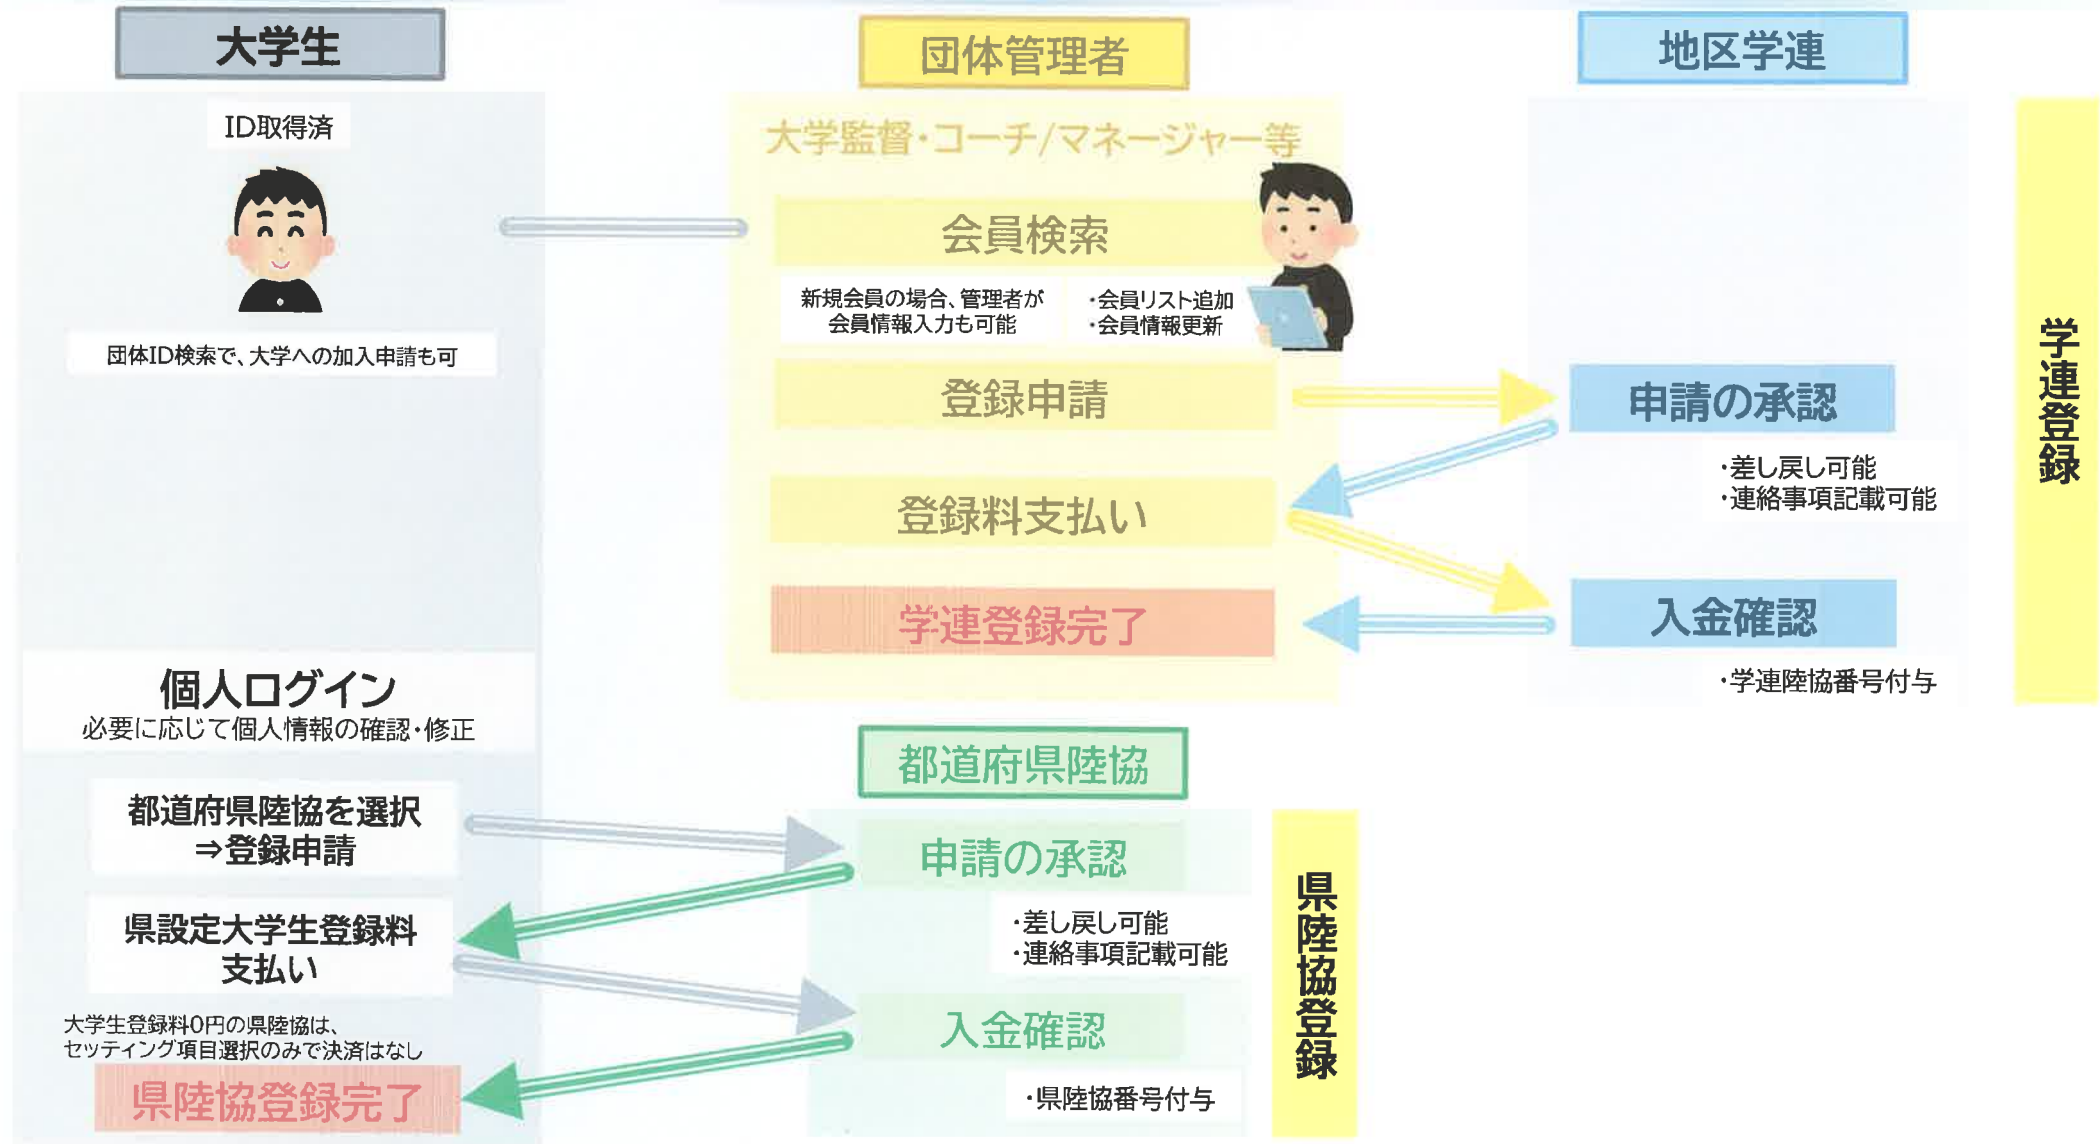 大学生
ID取得済
団体ID検索で、大学への加入申請も可
個人ログイン
必要に応じて個人情報の確認・修正
都道府県陸協を選択
⇒登録申請
県設定大学生登録料
支払い
大学生登録料0円の県陸協は、
セッティング項目選択のみで決済はなし
県陸協登録完了
団体管理者
大学監督・コーチ/マネージャー等
会員検索
新規会員の場合、管理者が
会員情報入力も可能
・会員リスト追加
・会員情報更新
登録申請
登録料支払い
学連登録完了
地区学連
申請の承認
・差し戻し可能
・連絡事項記載可能
入金確認
・学連陸協番号付与
学連登録
都道府県陸協
申請の承認
・差し戻し可能
・連絡事項記載可能
入金確認
・県陸協番号付与
県陸協登録